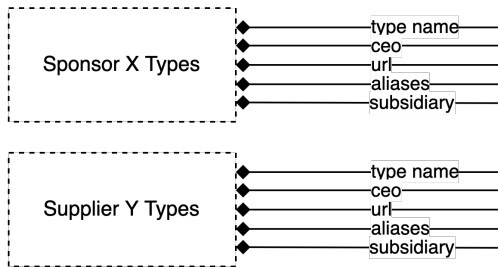 type name
ceo
Sponsor X Types
url
aliases
subsidiary
type name
ceo
Supplier Y Types
url
aliases
subsidiary